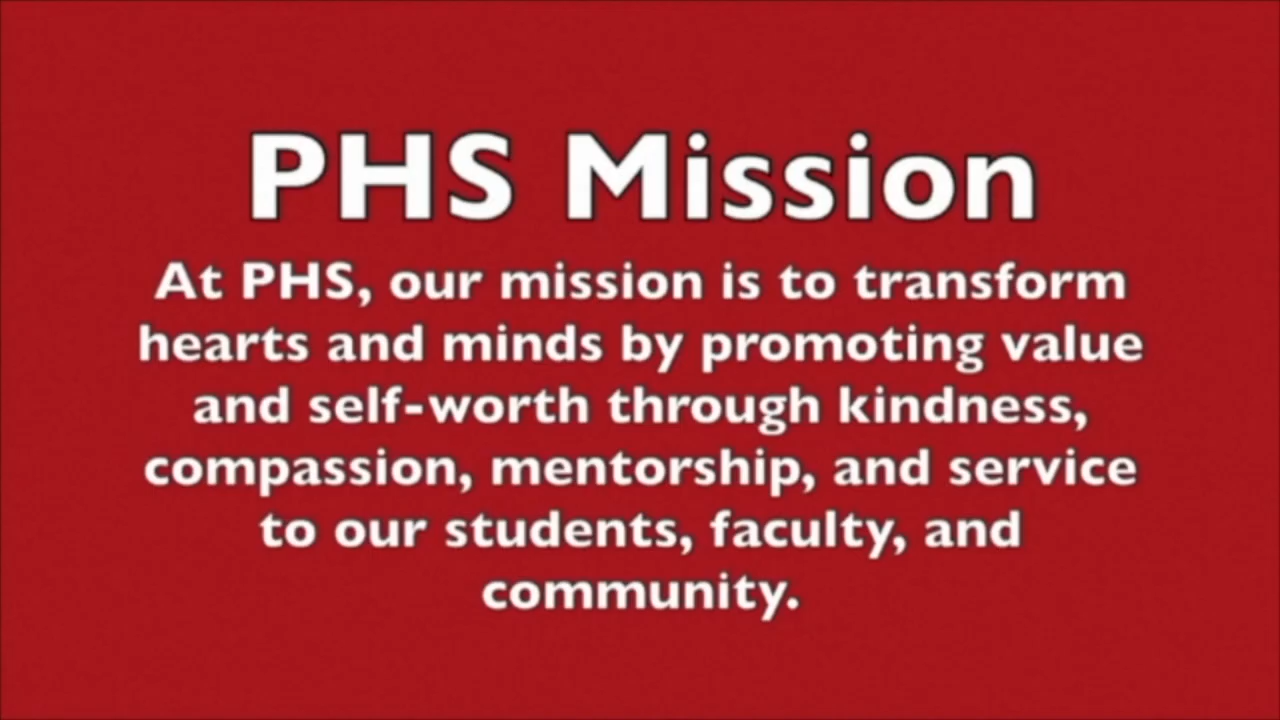 PHS Mission
At PHS, our mission is to transform
hearts and minds by promoting value
and self-worth through kindness,
compassion, mentorship, and service
to our students, faculty, and
community.